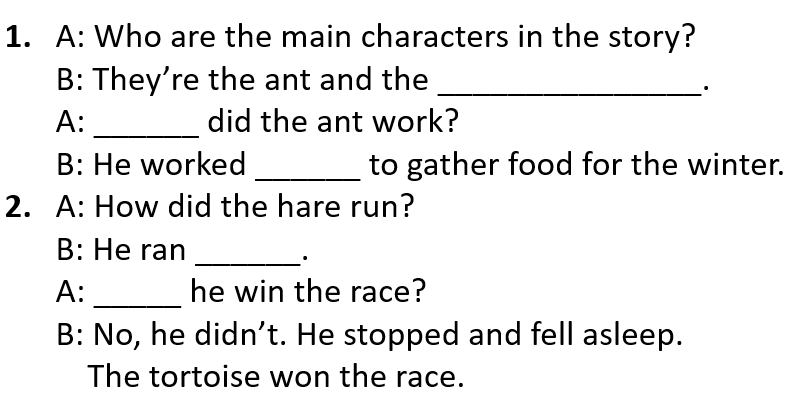 1. A: Who are the main characters in the story?
B: They’re the ant and the _______________.
A: ______ did the ant work?
B: He worked ______ to gather food for the winter.
2. A: How did the hare run?
B: He ran ______.
A: _____ he win the race?
B: No, he didn’t. He stopped and fell asleep.
The tortoise won the race.